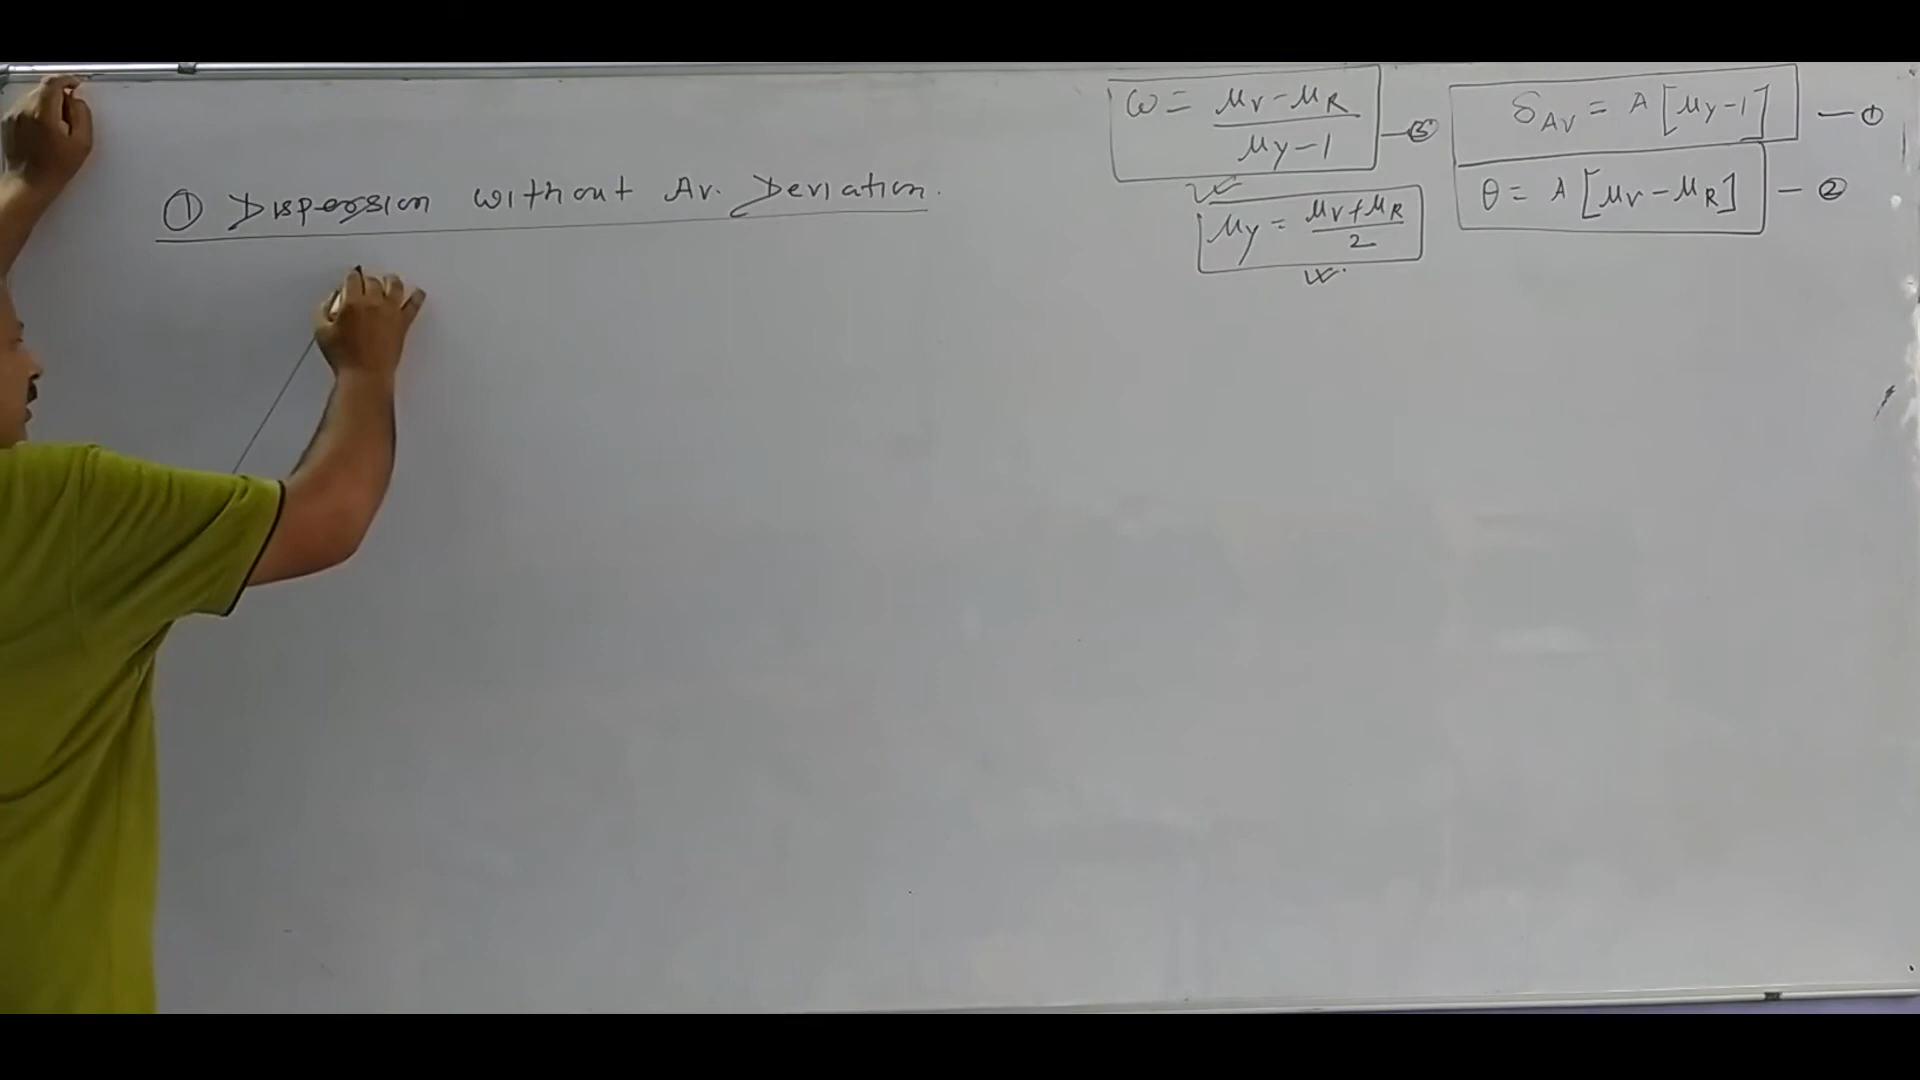 ① Dispersion without Av. Deviation.
ω = μV - μR / μy - 1 — ③
μy = μV + μR / 2
δAV = A [μy - 1] — ①
θ = A [μV - μR] — ②